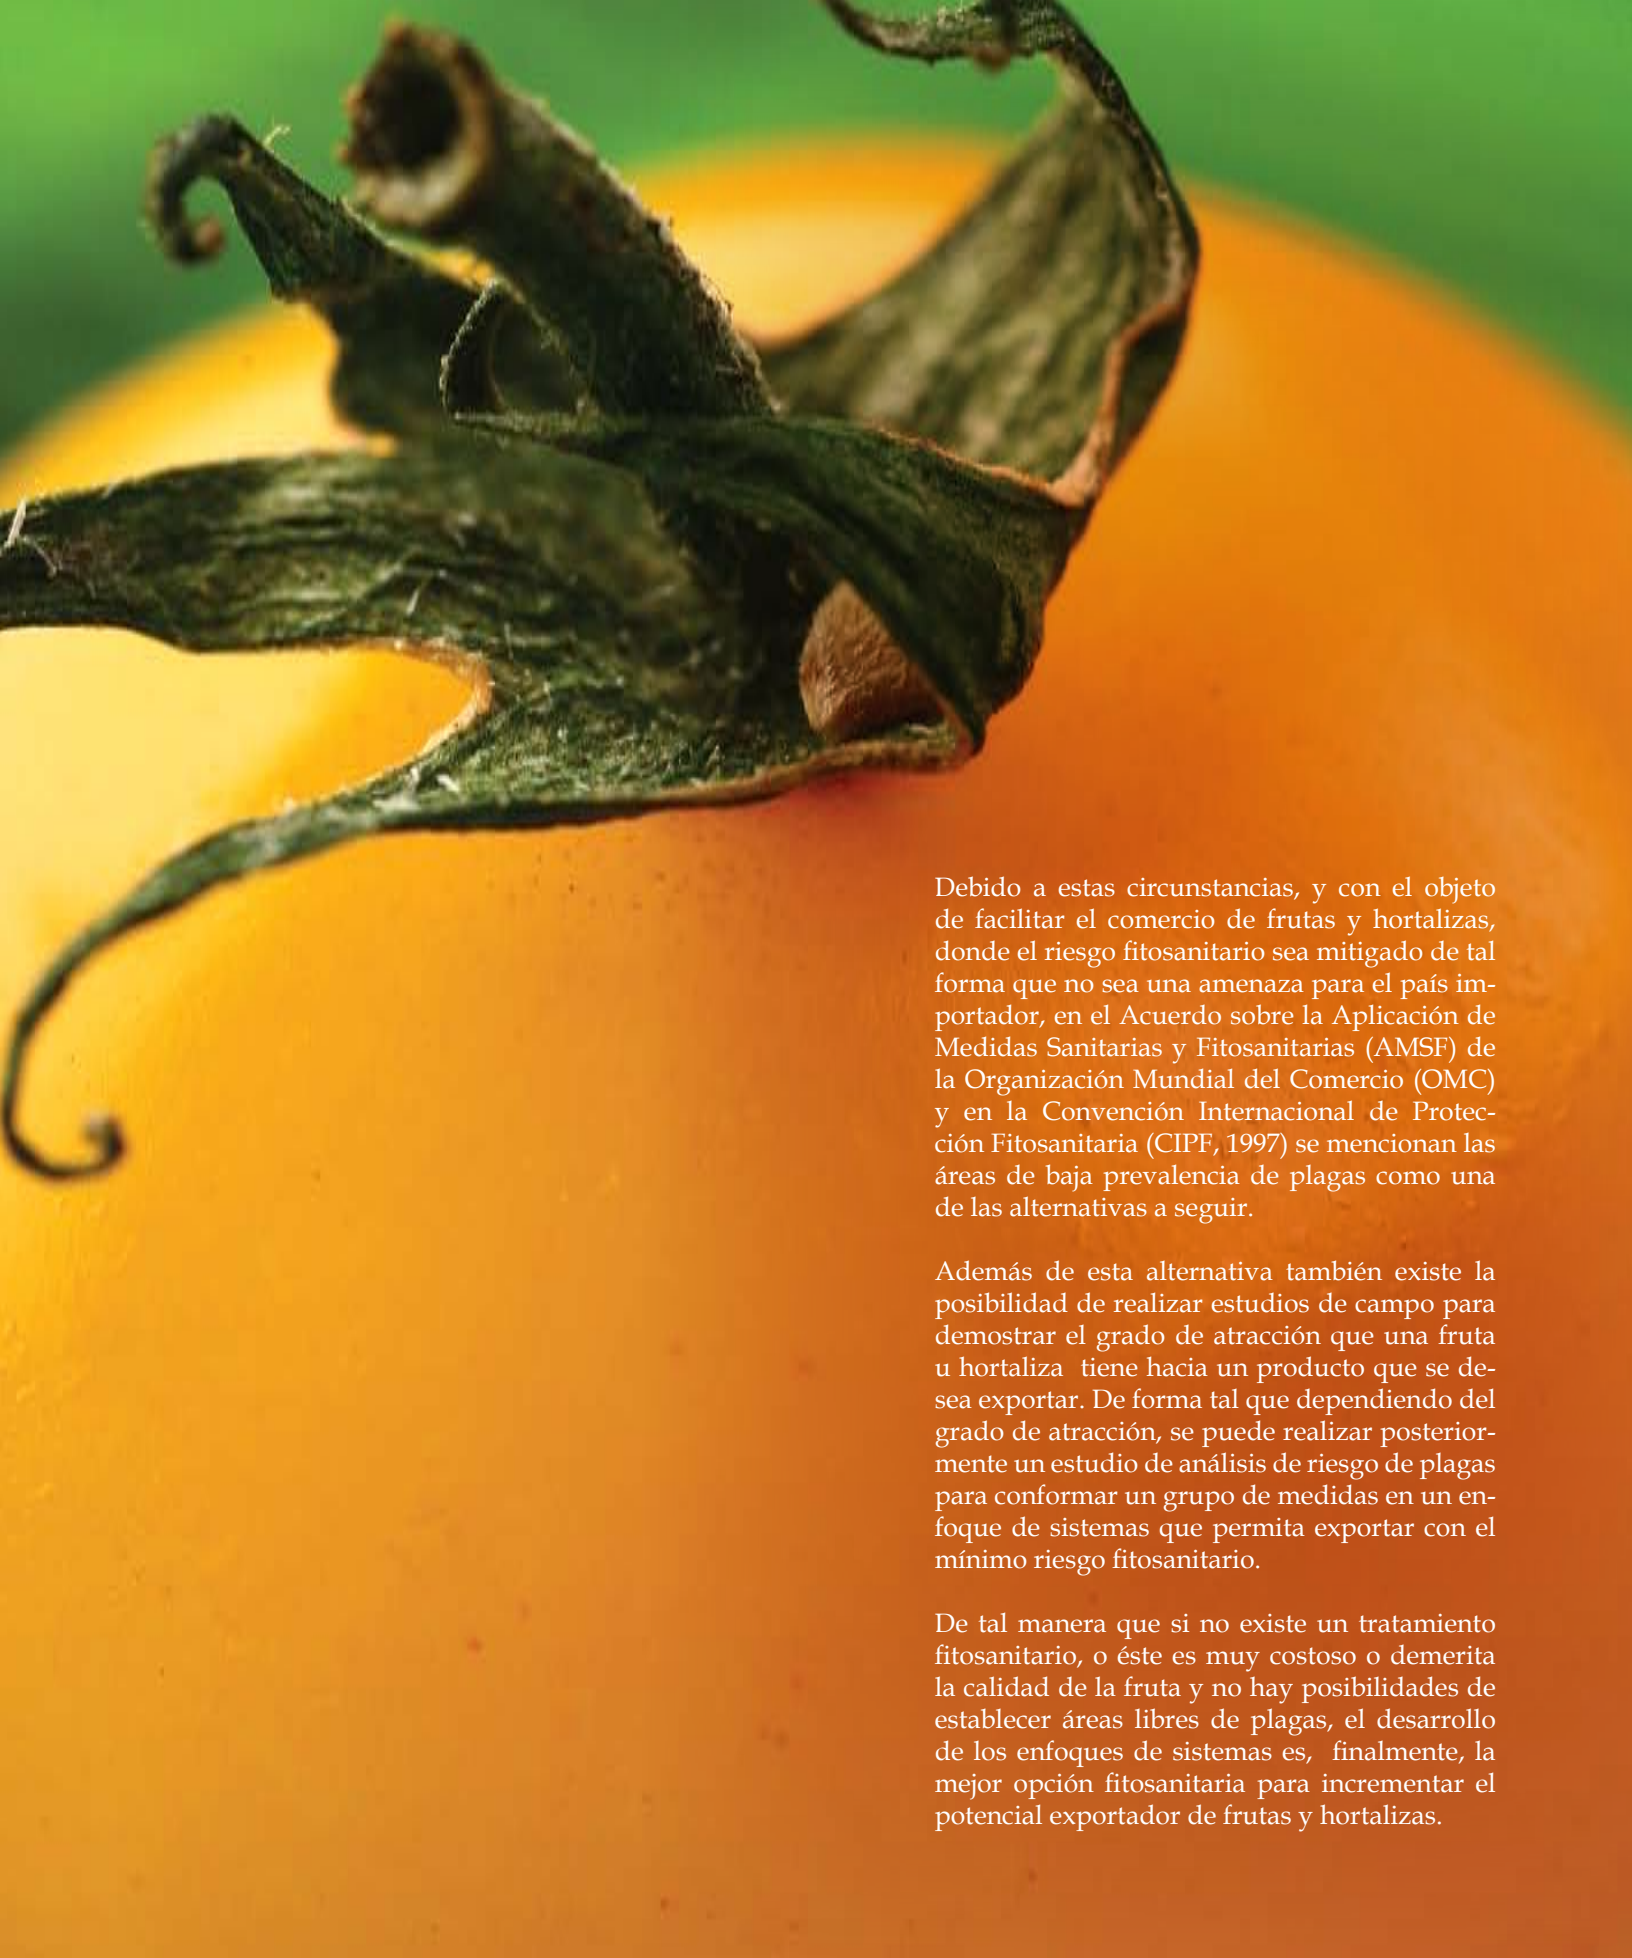 Debido a estas circunstancias, y con el objeto
de facilitar el comercio de frutas y hortalizas,
donde el riesgo fitosanitario sea mitigado de tal
forma que no sea una amenaza para el país im-
portador, en el Acuerdo sobre la Aplicación de
Medidas Sanitarias y Fitosanitarias (AMSF) de
la Organización Mundial del Comercio (OMC)
y en la Convención Internacional de Protec-
ción Fitosanitaria (CIPF, 1997) se mencionan las
áreas de baja prevalencia de plagas como una
de las alternativas a seguir.
Además de esta alternativa también existe la
posibilidad de realizar estudios de campo para
demostrar el grado de atracción que una fruta
u hortaliza tiene hacia un producto que se de-
sea exportar. De forma tal que dependiendo del
grado de atracción, se puede realizar posterior-
mente un estudio de análisis de riesgo de plagas
para conformar un grupo de medidas en un en-
foque de sistemas que permita exportar con el
mínimo riesgo fitosanitario.
De tal manera que si no existe un tratamiento
fitosanitario, o éste es muy costoso o demerita
la calidad de la fruta y no hay posibilidades de
establecer áreas libres de plagas, el desarrollo
de los enfoques de sistemas es, finalmente, la
mejor opción fitosanitaria para incrementar el
potencial exportador de frutas y hortalizas.